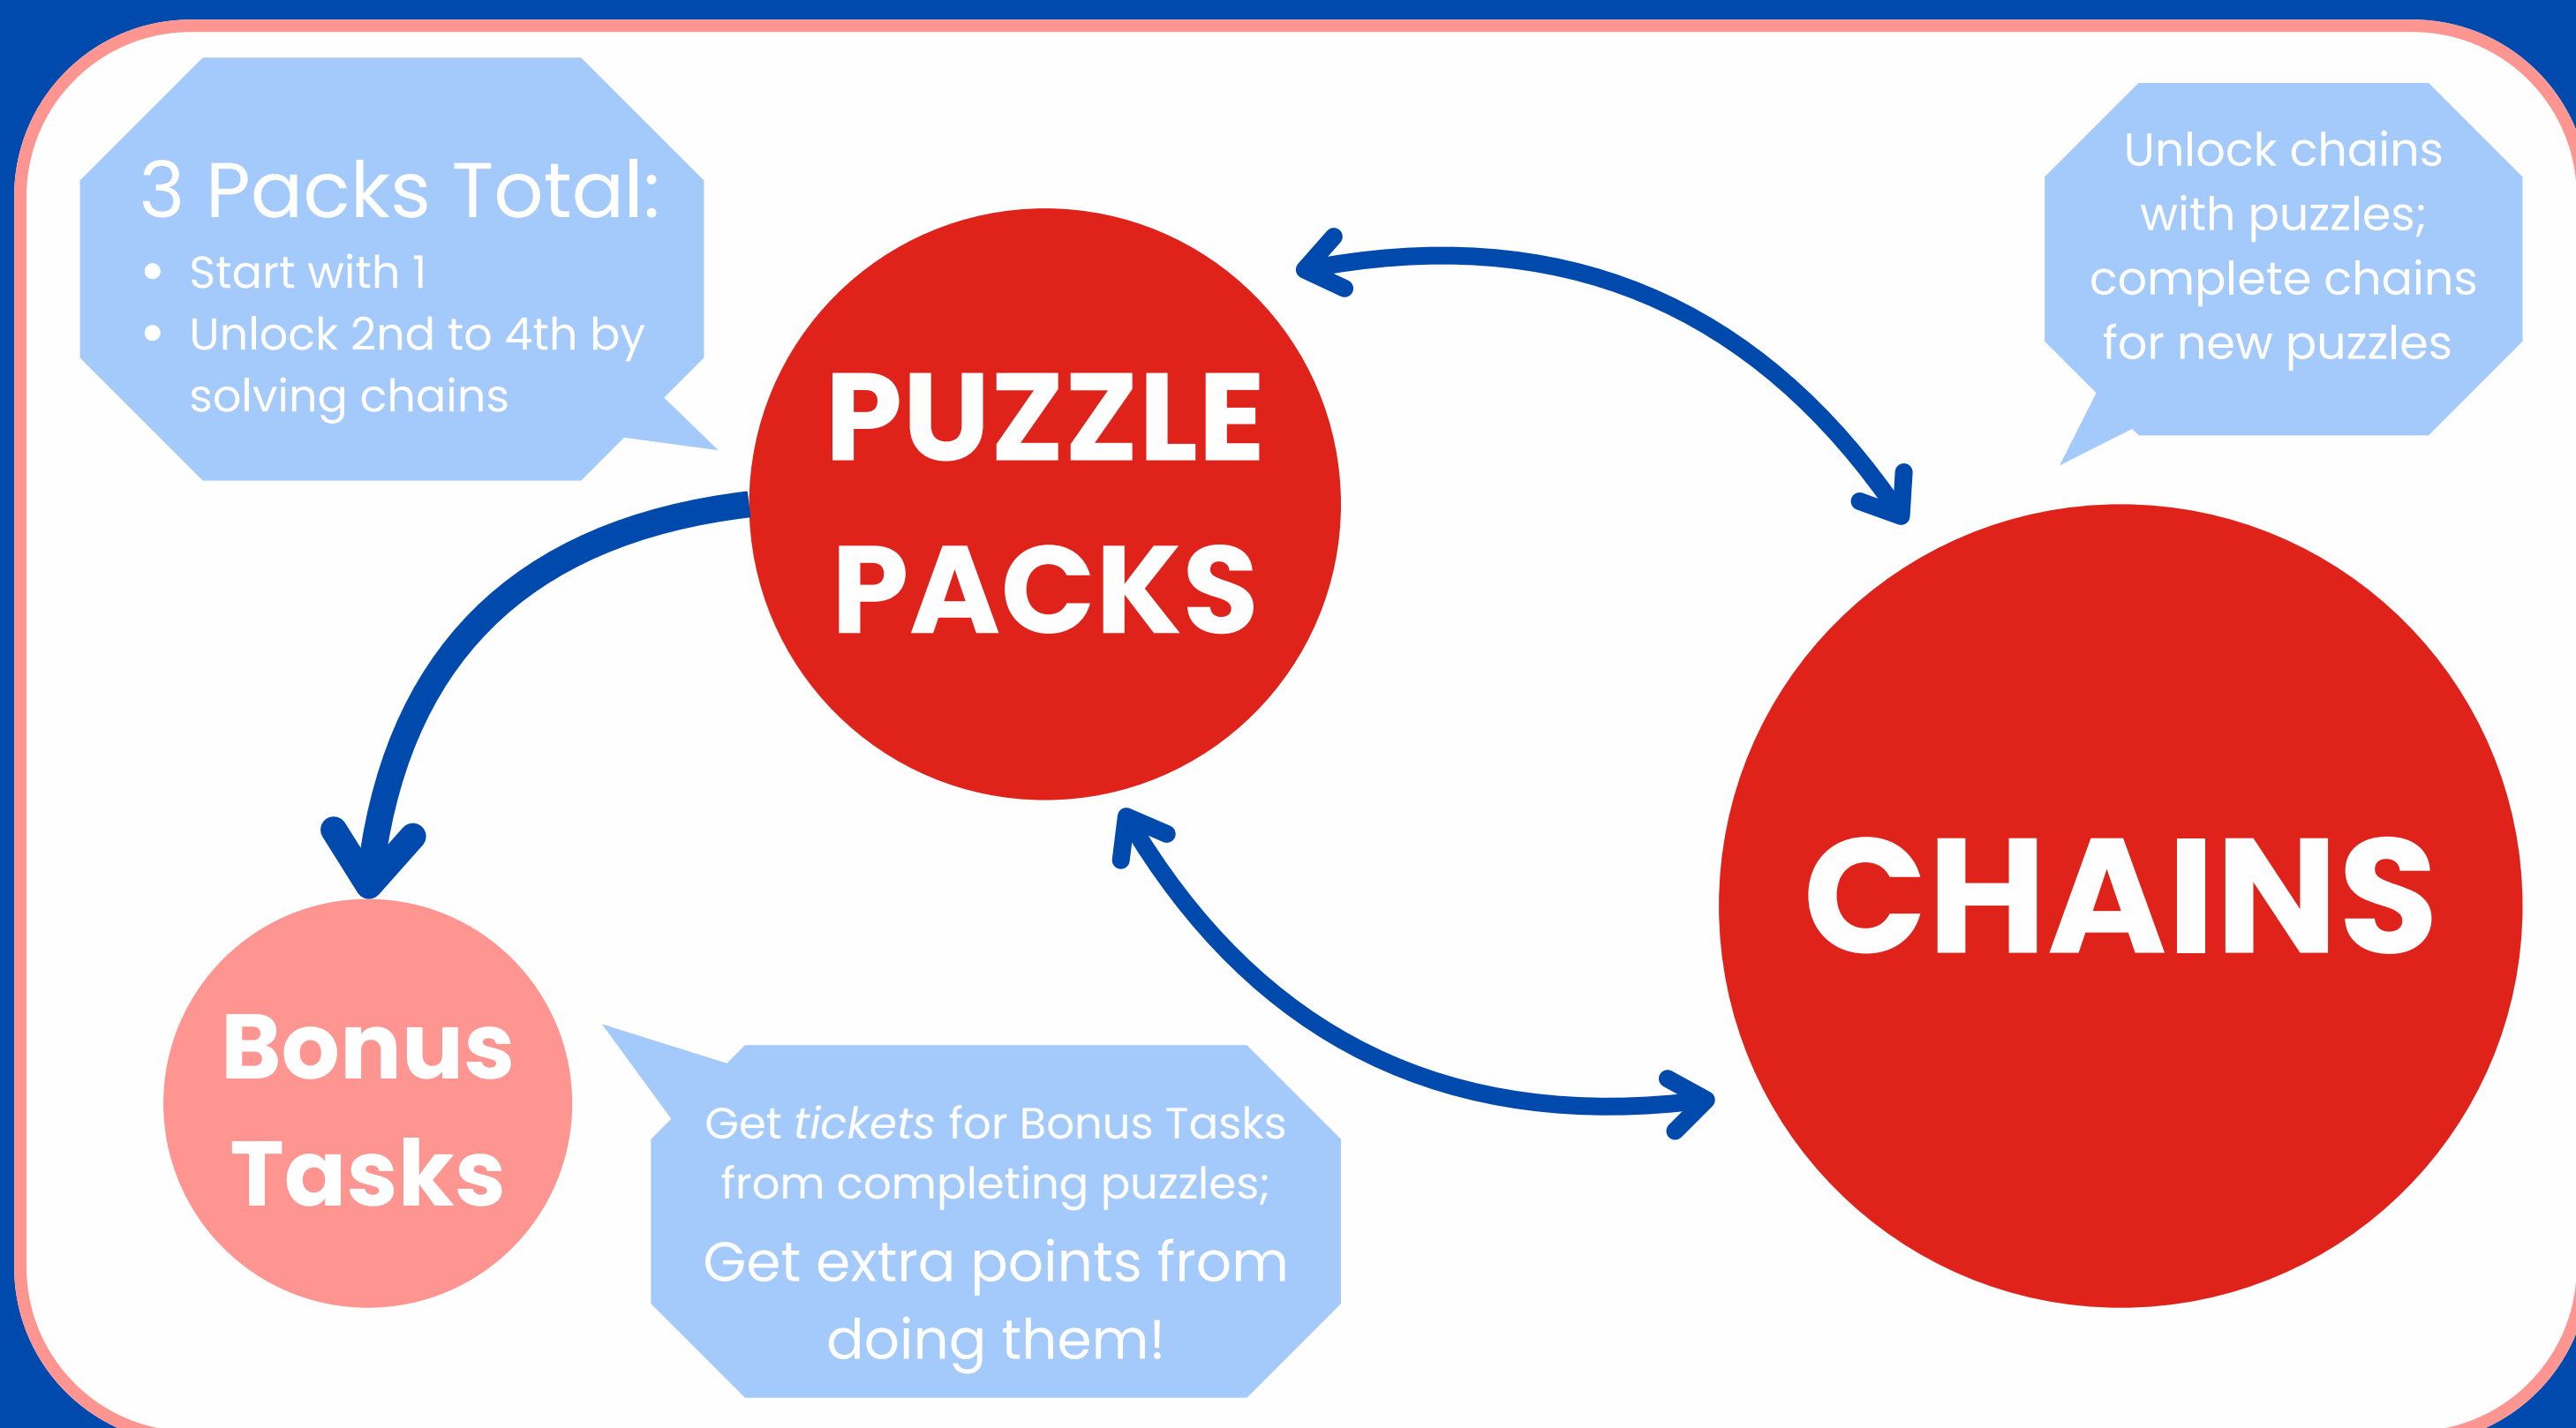 3 Packs Total:
• Start with 1
• Unlock 2nd to 4th by
solving chains
PUZZLE
PACKS
Unlock chains
with puzzles;
complete chains
for new puzzles
CHAINS
Bonus
Tasks
Get tickets for Bonus Tasks
from completing puzzles;
Get extra points from
doing them!